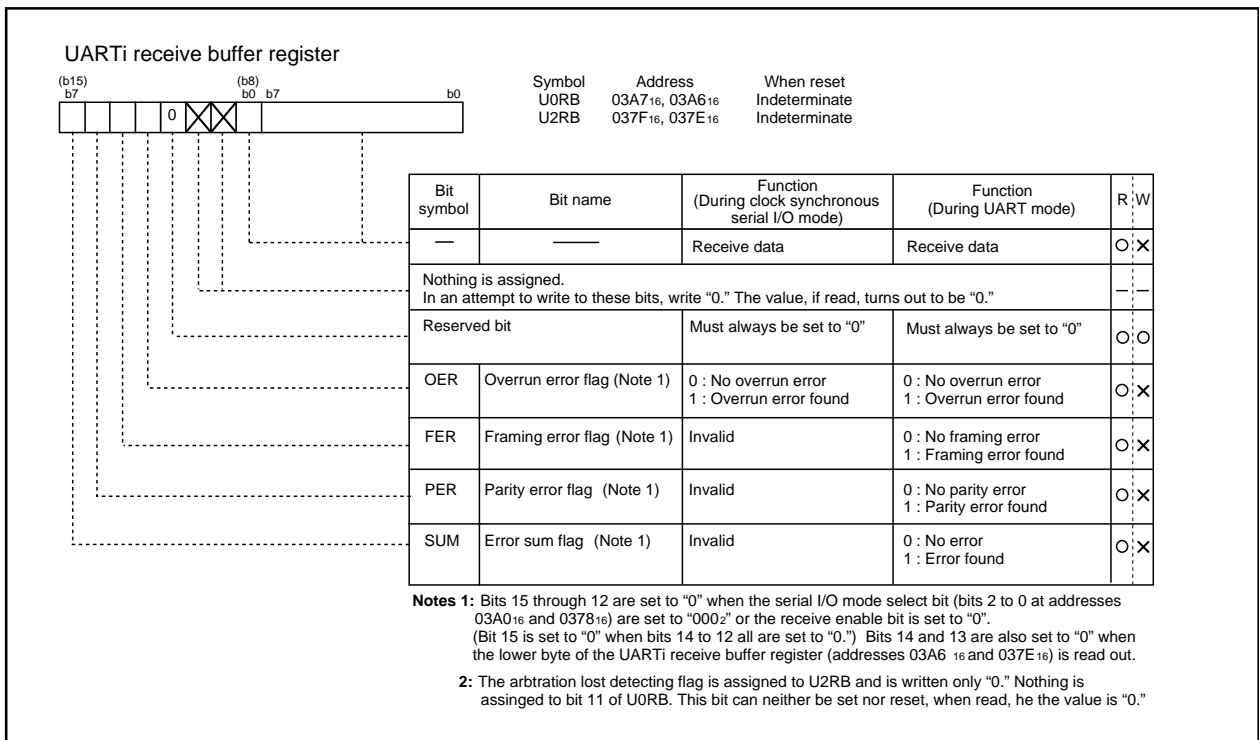 UARTi receive buffer register
(b15) (b8)
b7 b0 b7 b0
0
Symbol Address When reset
U0RB 03A716, 03A616 Indeterminate
U2RB 037F16, 037E16 Indeterminate
Bit symbol Bit name Function (During clock synchronous serial I/O mode) Function (During UART mode) R W
— —— Receive data Receive data O X
Nothing is assigned.
In an attempt to write to these bits, write “0.” The value, if read, turns out to be “0.” – –
Reserved bit Must always be set to “0” Must always be set to “0” O O
OER Overrun error flag (Note 1) 0 : No overrun error 0 : No overrun error O X
1 : Overrun error found 1 : Overrun error found
FER Framing error flag (Note 1) Invalid 0 : No framing error O X
1 : Framing error found
PER Parity error flag (Note 1) Invalid 0 : No parity error O X
1 : Parity error found
SUM Error sum flag (Note 1) Invalid 0 : No error O X
1 : Error found
Notes 1: Bits 15 through 12 are set to “0” when the serial I/O mode select bit (bits 2 to 0 at addresses
03A016 and 037816) are set to “0002” or the receive enable bit is set to “0”.
(Bit 15 is set to “0” when bits 14 to 12 all are set to “0.”) Bits 14 and 13 are also set to “0” when
the lower byte of the UARTi receive buffer register (addresses 03A6 16 and 037E16) is read out.
2: The arbtration lost detecting flag is assigned to U2RB and is written only “0.” Nothing is
assinged to bit 11 of U0RB. This bit can neither be set nor reset, when read, he the value is “0.”